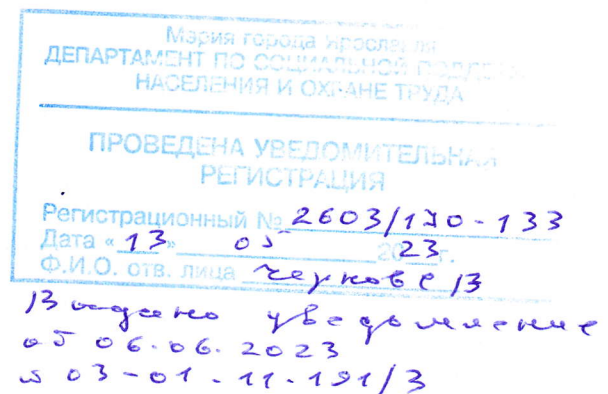 Мэрия города Ярославля
ДЕПАРТАМЕНТ ПО СОЦИАЛЬНОЙ ПОДДЕРЖКЕ
НАСЕЛЕНИЯ И ОХРАНЕ ТРУДА
ПРОВЕДЕНА УВЕДОМИТЕЛЬНАЯ
РЕГИСТРАЦИЯ
Регистрационный № 2603/170-133
Дата «13» 05 2023 г.
Ф.И.О. отв. лица
Выдано уведомление
от 06.06.2023
№ 03-01-11-191/3